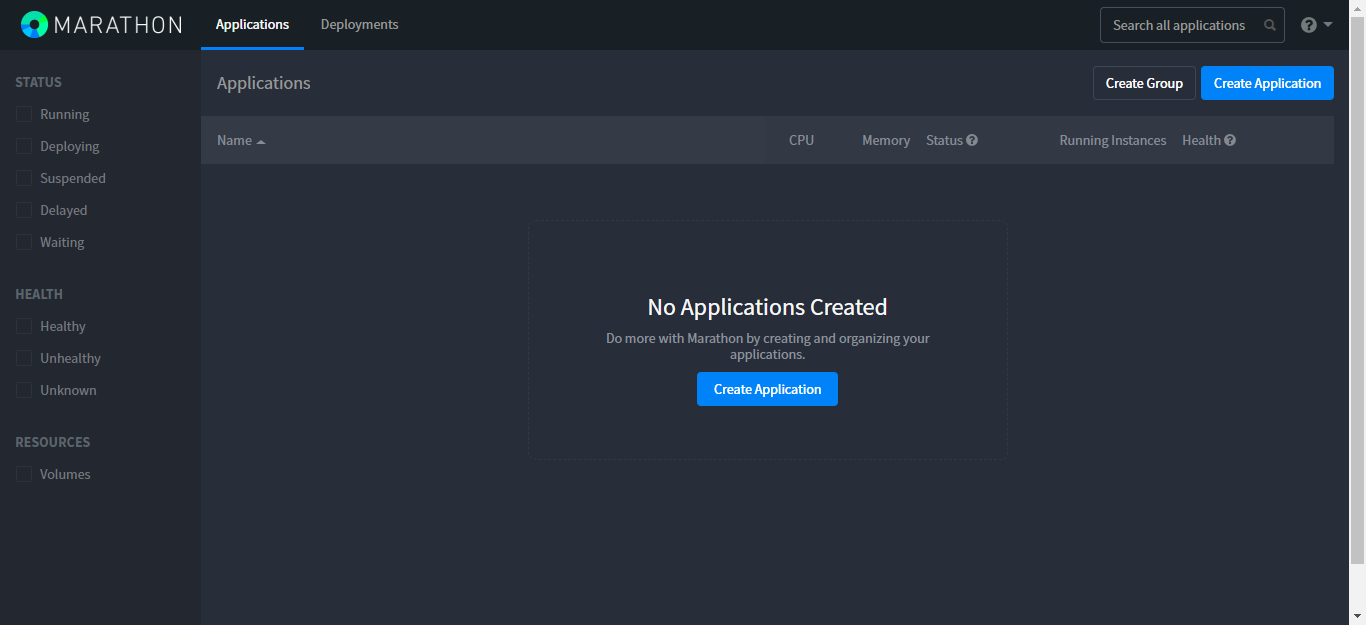 MARATHON
Applications
Deployments
Search all applications
STATUS
Running
Deploying
Suspended
Delayed
Waiting
HEALTH
Healthy
Unhealthy
Unknown
RESOURCES
Volumes
Applications
Create Group
Create Application
Name CPU Memory Status Running Instances Health
No Applications Created
Do more with Marathon by creating and organizing your
applications.
Create Application